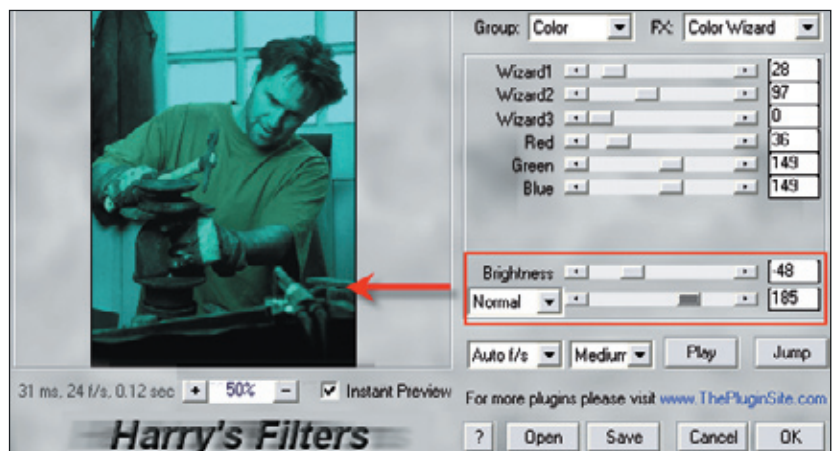 Group: Color FX: Color Wizard
Wizard1 28
Wizard2 97
Wizard3 0
Red 36
Green 149
Blue 149
Brightness -48
Normal 185
Auto f/s Mediurr Play Jump
31 ms, 24 f/s, 0.12 sec + 50% - Instant Preview
For more plugins please visit www.ThePluginSite.com
Harry's Filters
? Open Save Cancel OK